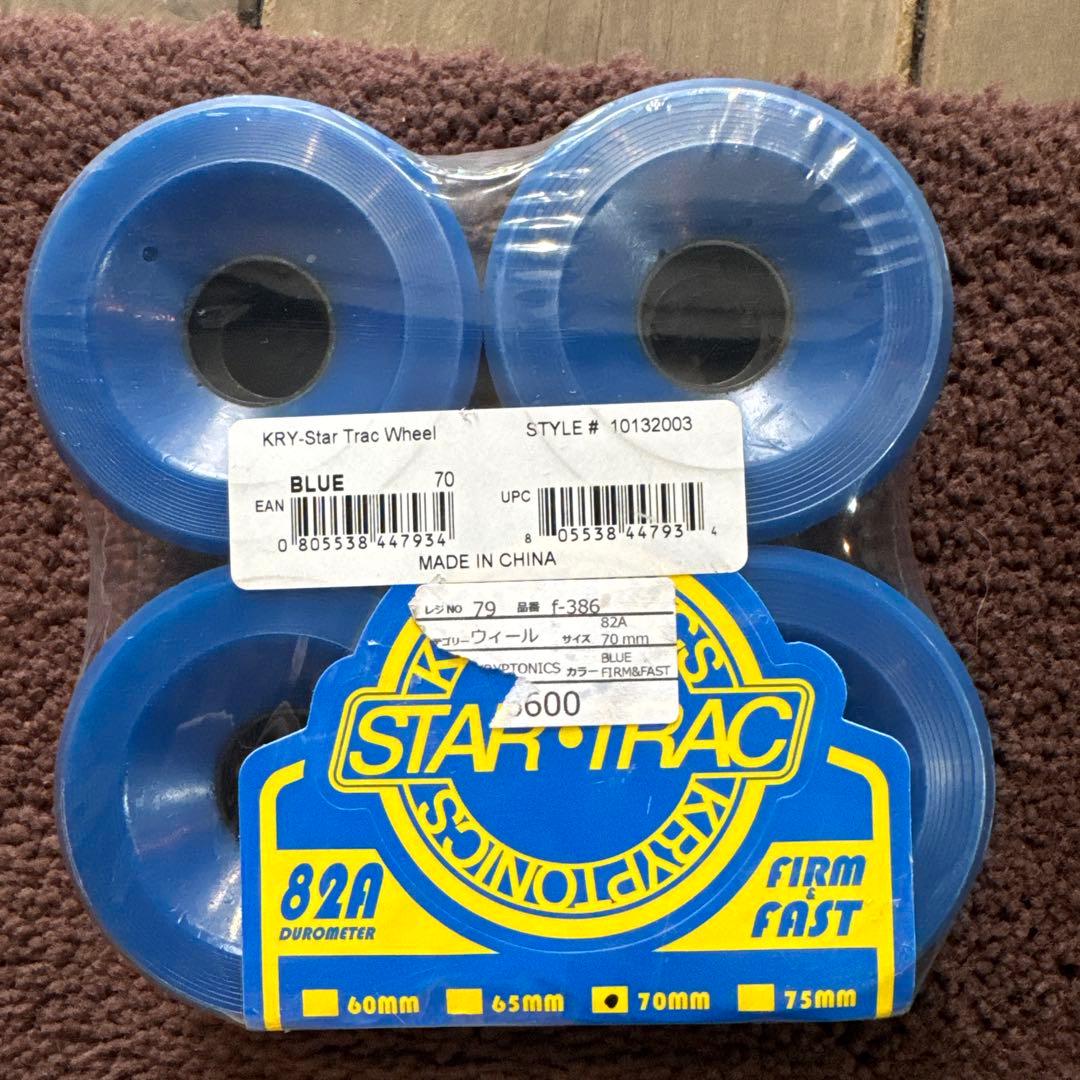 KRY-Star Trac Wheel STYLE # 10132003
BLUE 70
EAN 0 805538 447934
UPC 8 05538 44793 4
MADE IN CHINA
レジNO 79 品番 f-386
ウィール サイズ 82A 70 mm
KRYPTONICS カラー BLUE FIRM&FAST
600
STAR·TRAC
KRYPTONICS
82A
DUROMETER
FIRM
&
FAST
60MM 65MM 70MM 75MM